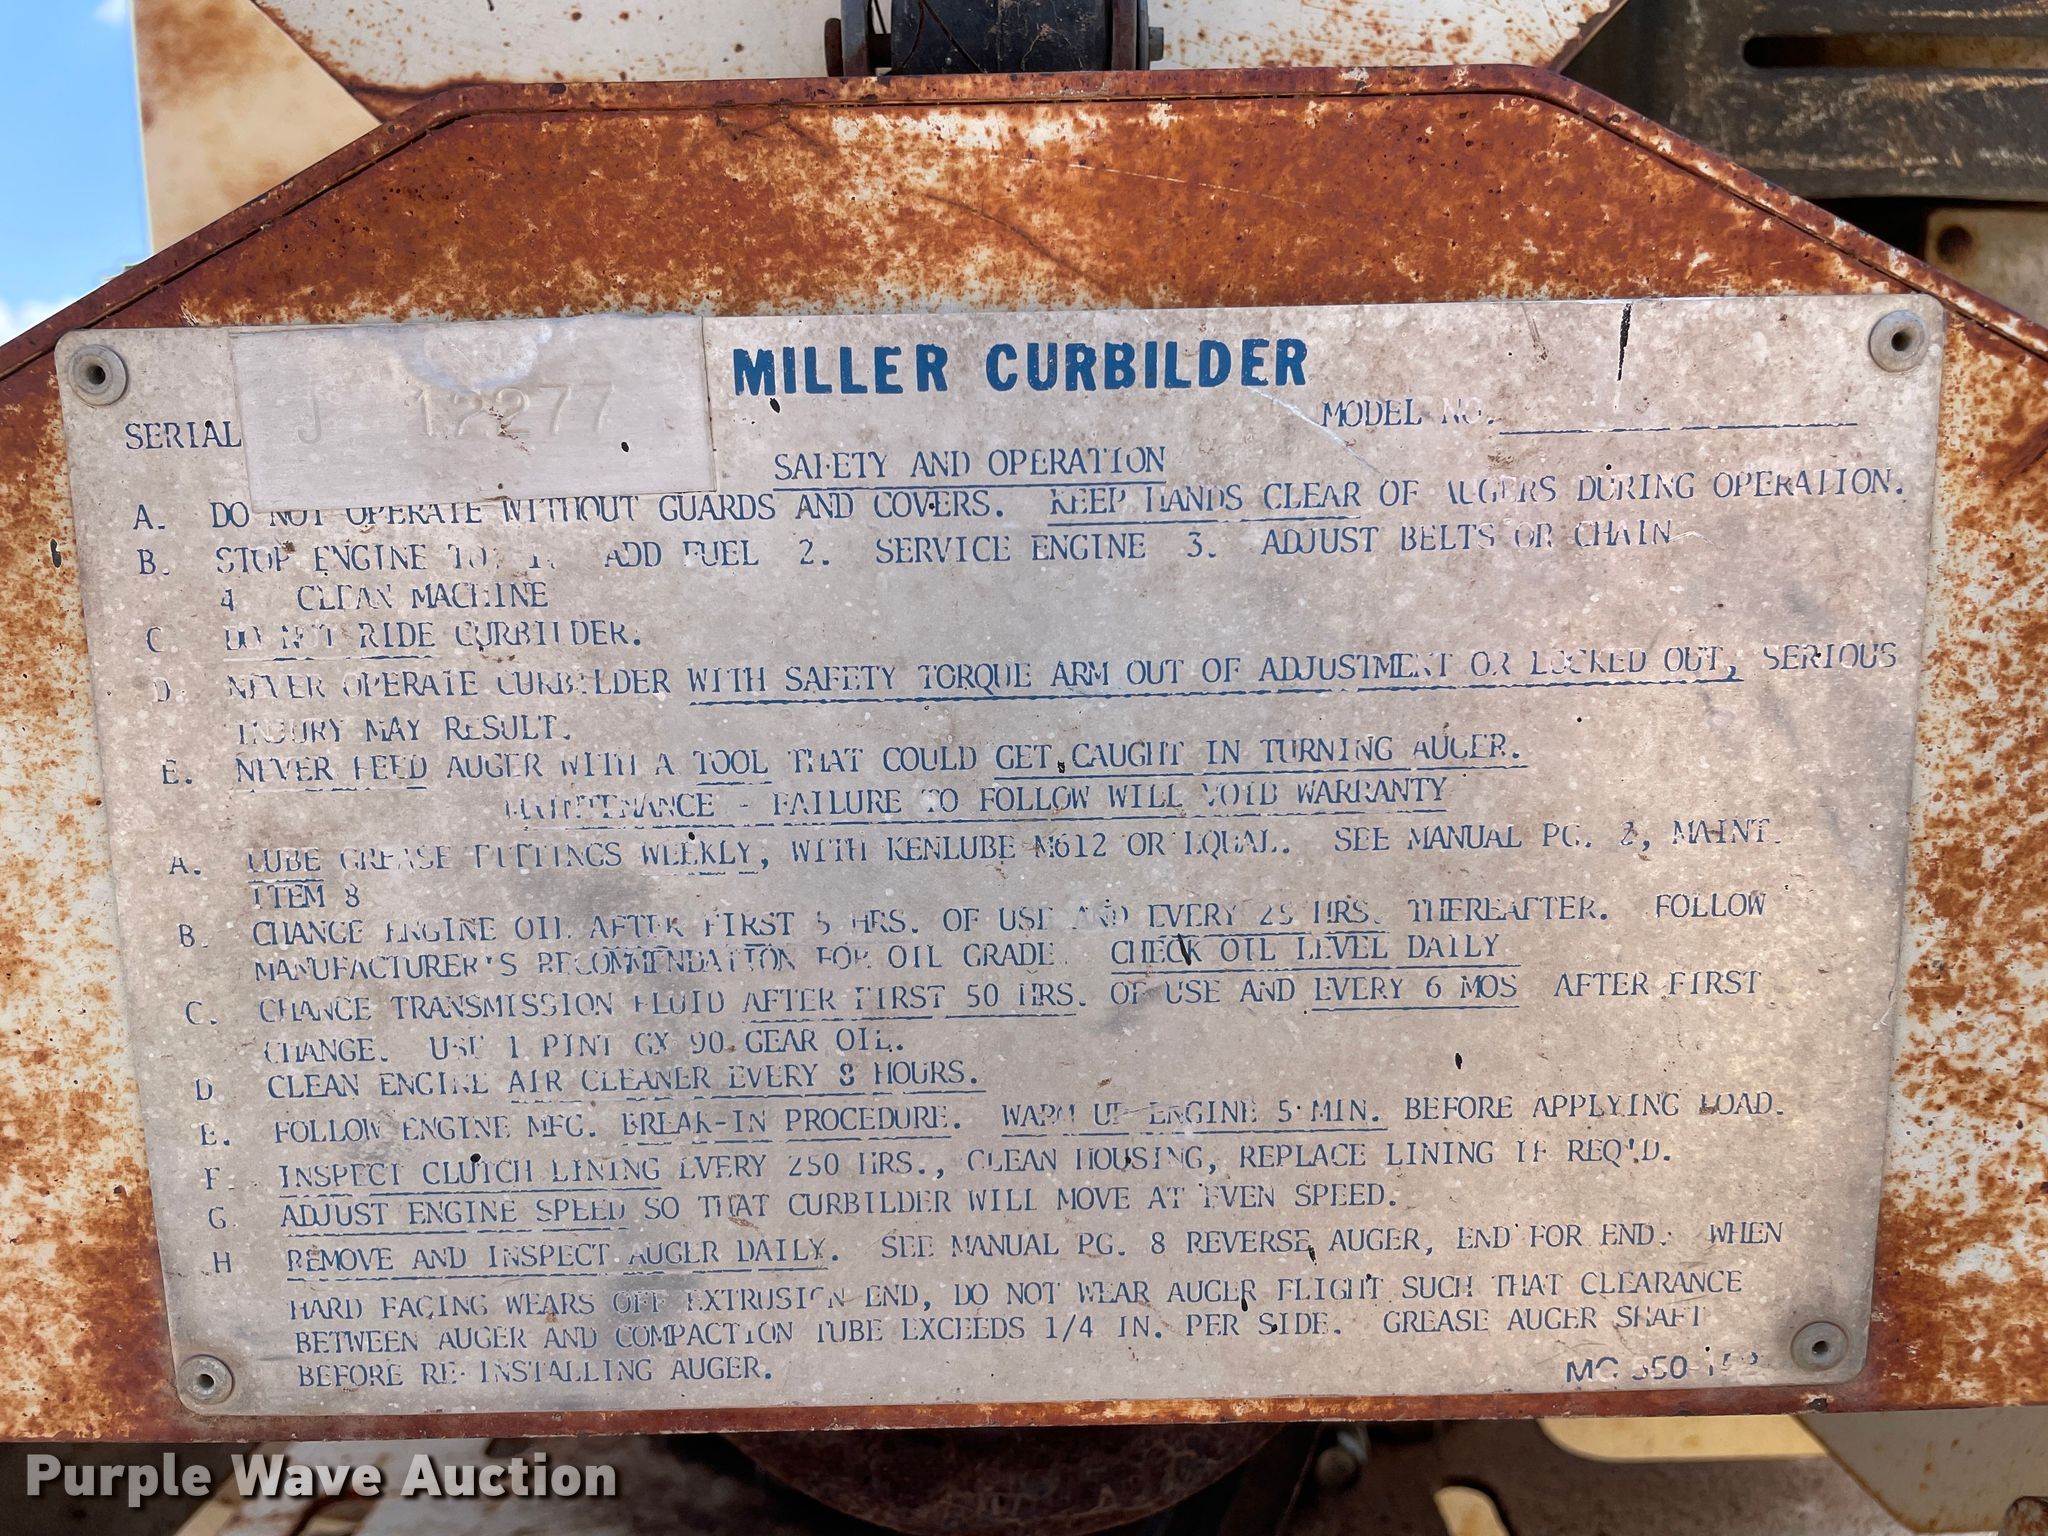 MILLER CURBILDER
SERIAL J 12277 MODEL NO.
SAFETY AND OPERATION
A. DO NOT OPERATE WITHOUT GUARDS AND COVERS. KEEP HANDS CLEAR OF AUGERS DURING OPERATION.
B. STOP ENGINE TO: 1. ADD FUEL 2. SERVICE ENGINE 3. ADJUST BELTS OR CHAIN
4 CLEAN MACHINE
C DO NOT RIDE CURBILDER.
D. NEVER OPERATE CURBILDER WITH SAFETY TORQUE ARM OUT OF ADJUSTMENT OR LOCKED OUT, SERIOUS
INJURY MAY RESULT.
E. NEVER FEED AUGER WITH A TOOL THAT COULD GET CAUGHT IN TURNING AUGER.
MAINTENANCE - FAILURE TO FOLLOW WILL VOID WARRANTY
A. LUBE GREASE FITTINGS WEEKLY, WITH KENLUBE M612 OR EQUAL. SEE MANUAL PG. 8, MAINT.
ITEM 8
B. CHANGE ENGINE OIL AFTER FIRST 5 HRS. OF USE AND EVERY 25 HRS. THEREAFTER. FOLLOW
MANUFACTURER'S RECOMMENDATION FOR OIL GRADE. CHECK OIL LEVEL DAILY
C. CHANGE TRANSMISSION FLUID AFTER FIRST 50 HRS. OF USE AND EVERY 6 MOS AFTER FIRST
CHANGE. USE 1 PINT GX 90 GEAR OIL.
D. CLEAN ENGINE AIR CLEANER EVERY 8 HOURS.
E. FOLLOW ENGINE MFG. BREAK-IN PROCEDURE. WARM UP ENGINE 5 MIN. BEFORE APPLYING LOAD.
F. INSPECT CLUTCH LINING EVERY 250 HRS., CLEAN HOUSING, REPLACE LINING IF REQ'D.
G. ADJUST ENGINE SPEED SO THAT CURBILDER WILL MOVE AT EVEN SPEED.
H REMOVE AND INSPECT AUGER DAILY. SEE MANUAL PG. 8 REVERSE AUGER, END FOR END. WHEN
HARD FACING WEARS OFF EXTRUSION END, DO NOT WEAR AUGER FLIGHT SUCH THAT CLEARANCE
BETWEEN AUGER AND COMPACTION TUBE EXCEEDS 1/4 IN. PER SIDE. GREASE AUGER SHAFT
BEFORE RE-INSTALLING AUGER.
MC
Purple Wave Auction